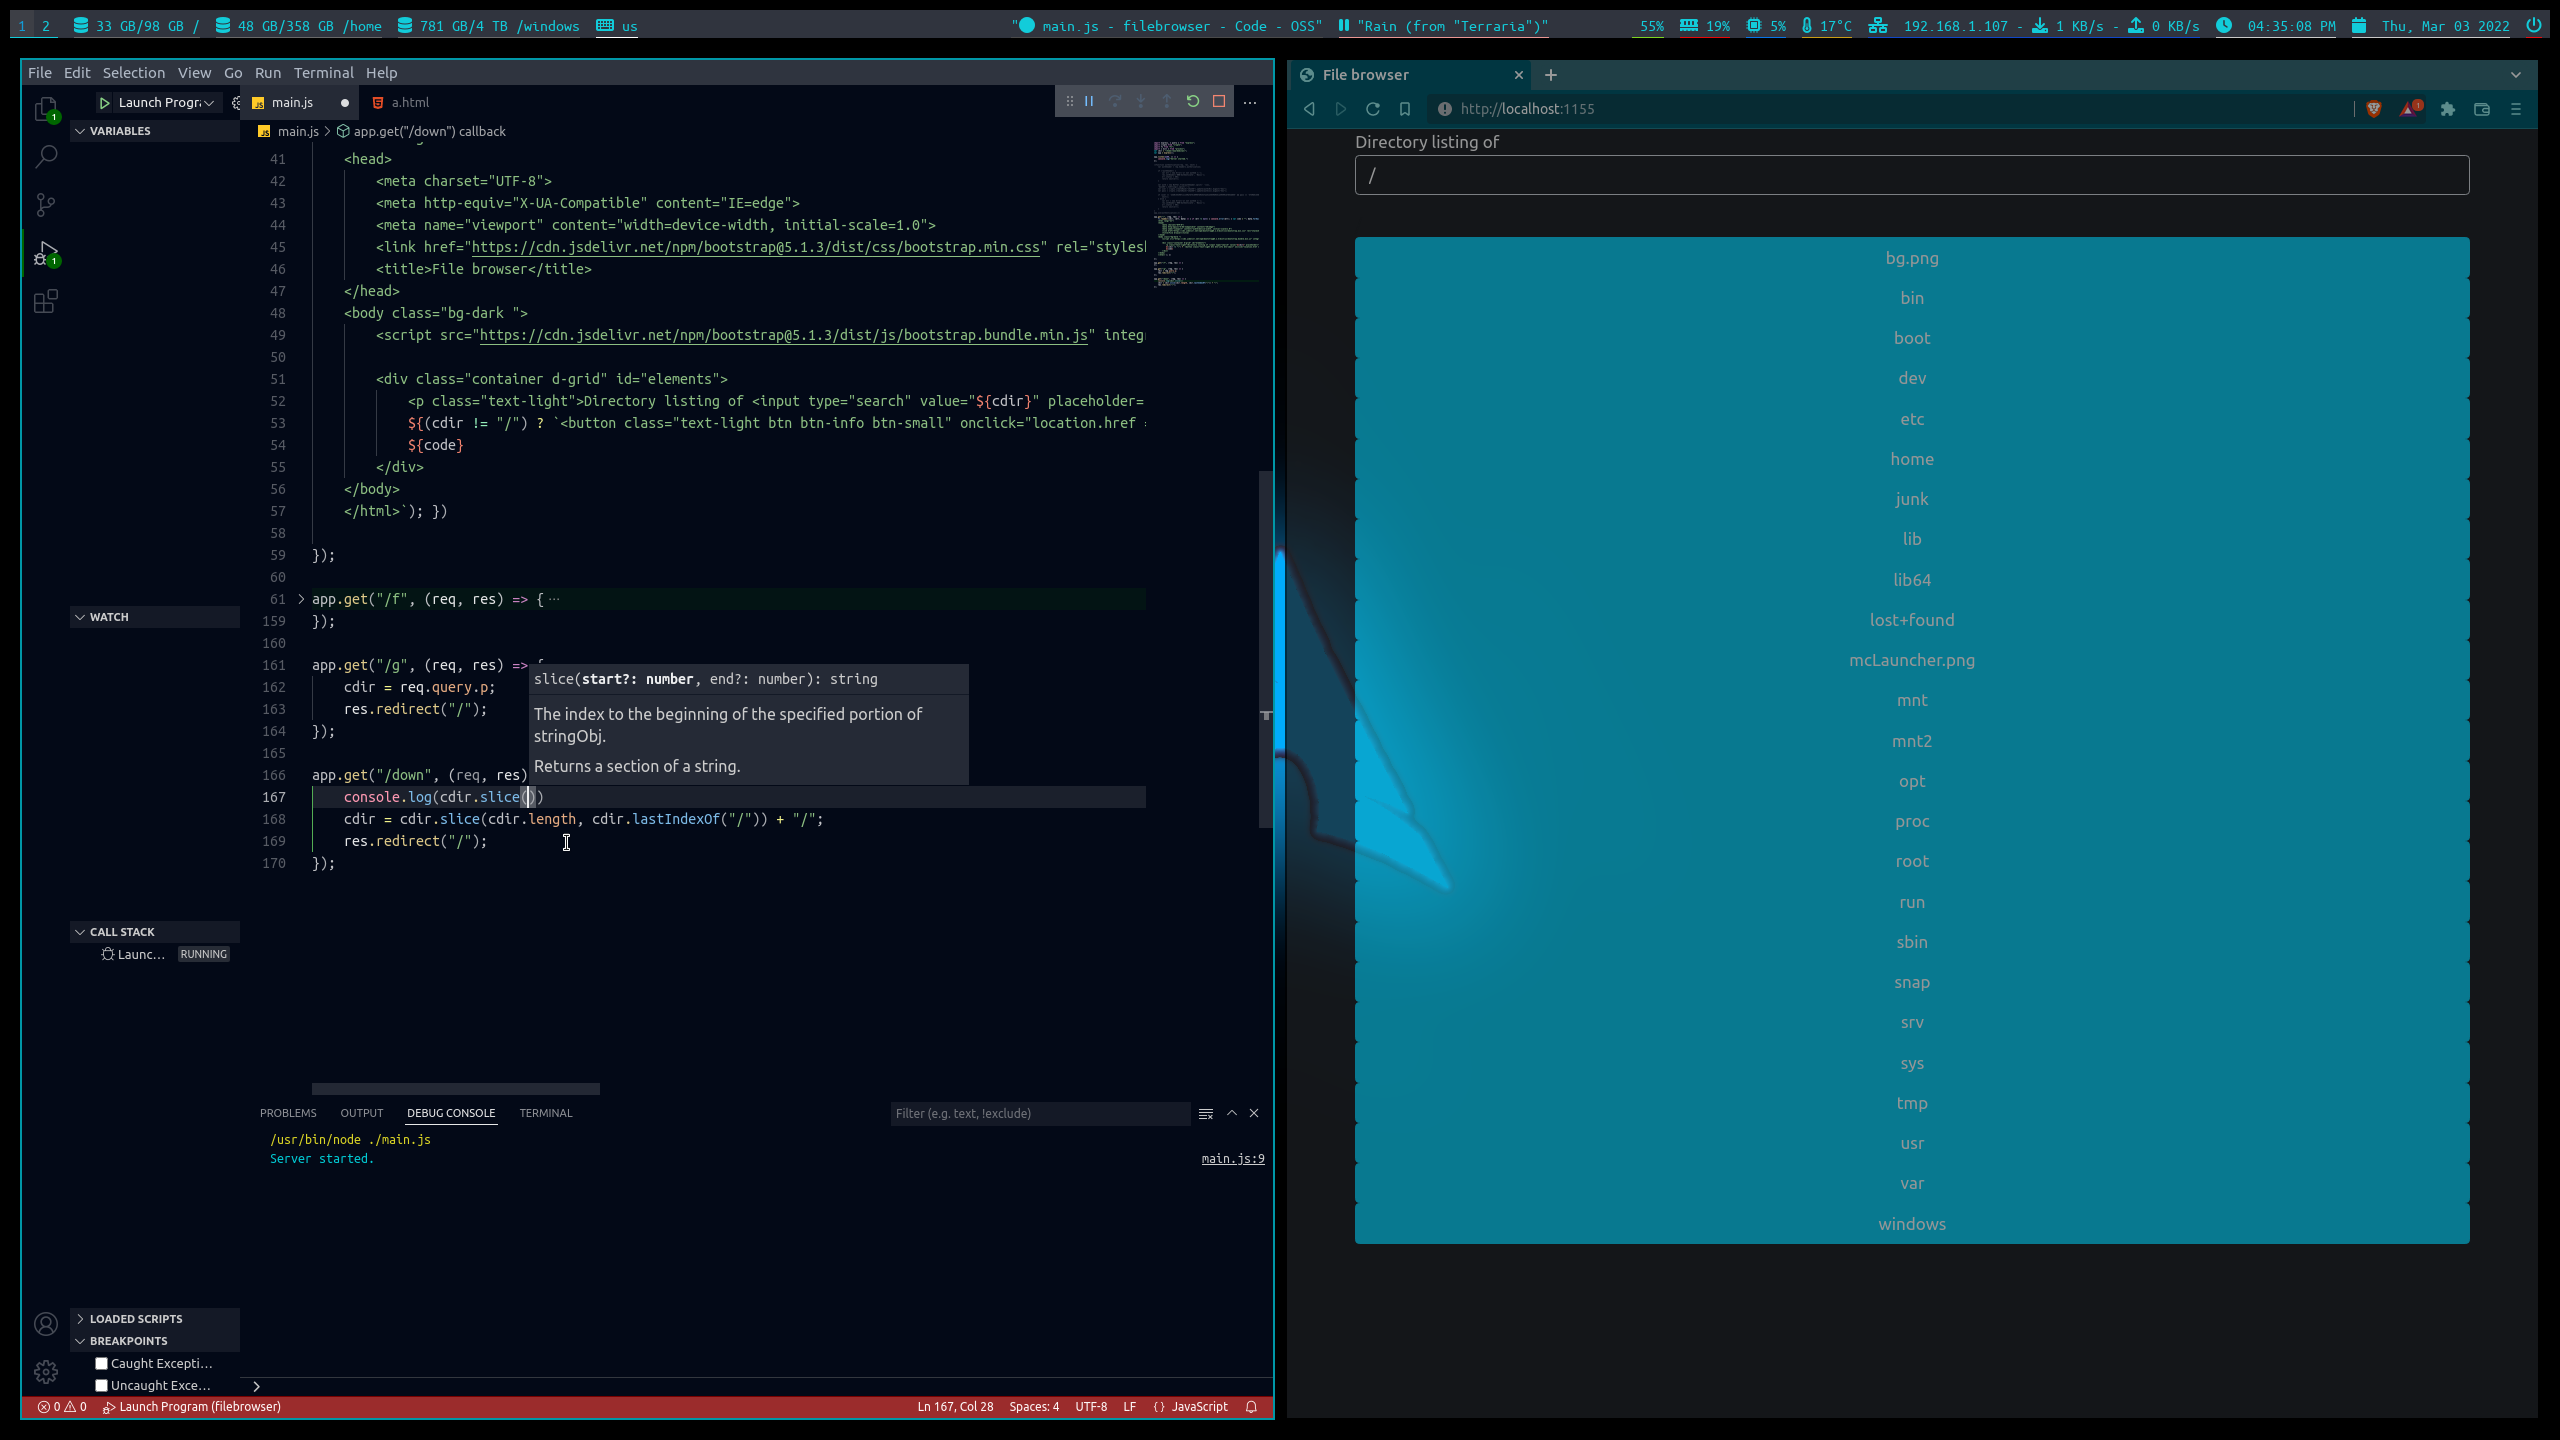 1 2 33 GB/98 GB / 48 GB/358 GB /home 781 GB/4 TB /windows us
" main.js - filebrowser - Code - OSS" "Rain (from "Terraria")"
55% 19% 5% 17°C 192.168.1.107 - 1 KB/s - 0 KB/s 04:35:08 PM Thu, Mar 03 2022
File Edit Selection View Go Run Terminal Help
Launch Progr
main.js
a.html
VARIABLES
main.js > app.get("/down") callback
41 <head>
42 <meta charset="UTF-8">
43 <meta http-equiv="X-UA-Compatible" content="IE=edge">
44 <meta name="viewport" content="width=device-width, initial-scale=1.0">
45 <link href="https://cdn.jsdelivr.net/npm/bootstrap@5.1.3/dist/css/bootstrap.min.css" rel="stylesh
46 <title>File browser</title>
47 </head>
48 <body class="bg-dark ">
49 <script src="https://cdn.jsdelivr.net/npm/bootstrap@5.1.3/dist/js/bootstrap.bundle.min.js" integ
50
51 <div class="container d-grid" id="elements">
52 <p class="text-light">Directory listing of <input type="search" value="${cdir}" placeholder=
53 ${(cdir != "/") ? `<button class="text-light btn btn-info btn-small" onclick="location.href =
54 ${code}
55 </div>
56 </body>
57 </html>`); })
58
59 });
60
61 app.get("/f", (req, res) => { ···
159 });
160
161 app.get("/g", (req, res) => {
162 cdir = req.query.p;
163 res.redirect("/");
164 });
165
166 app.get("/down", (req, res)
167 console.log(cdir.slice())
168 cdir = cdir.slice(cdir.length, cdir.lastIndexOf("/")) + "/";
169 res.redirect("/");
170 });
slice(start?: number, end?: number): string
The index to the beginning of the specified portion of
stringObj.
Returns a section of a string.
WATCH
CALL STACK
Launc... RUNNING
PROBLEMS OUTPUT DEBUG CONSOLE TERMINAL
Filter (e.g. text, !exclude)
/usr/bin/node ./main.js
Server started.
main.js:9
LOADED SCRIPTS
BREAKPOINTS
Caught Excepti...
Uncaught Exce...
0 0 Launch Program (filebrowser)
Ln 167, Col 28 Spaces: 4 UTF-8 LF {} JavaScript
File browser
http://localhost:1155
1
Directory listing of
/
bg.png
bin
boot
dev
etc
home
junk
lib
lib64
lost+found
mcLauncher.png
mnt
mnt2
opt
proc
root
run
sbin
snap
srv
sys
tmp
usr
var
windows